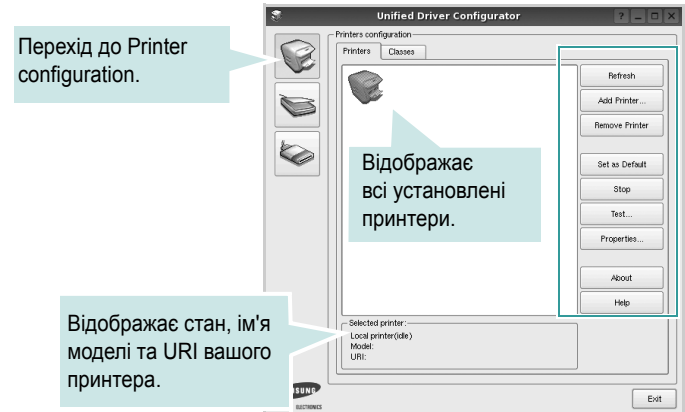 Unified Driver Configurator
Перехід до Printer
configuration.
Printers configuration
Printers
Classes
Refresh
Add Printer...
Remove Printer
Set as Default
Stop
Test...
Properties...
About
Help
Відображає
всі установлені
принтери.
Відображає стан, ім'я
моделі та URI вашого
принтера.
Selected printer:
Local printer(idle)
Model:
URI:
SUNG
ELECTRONICS
Exit